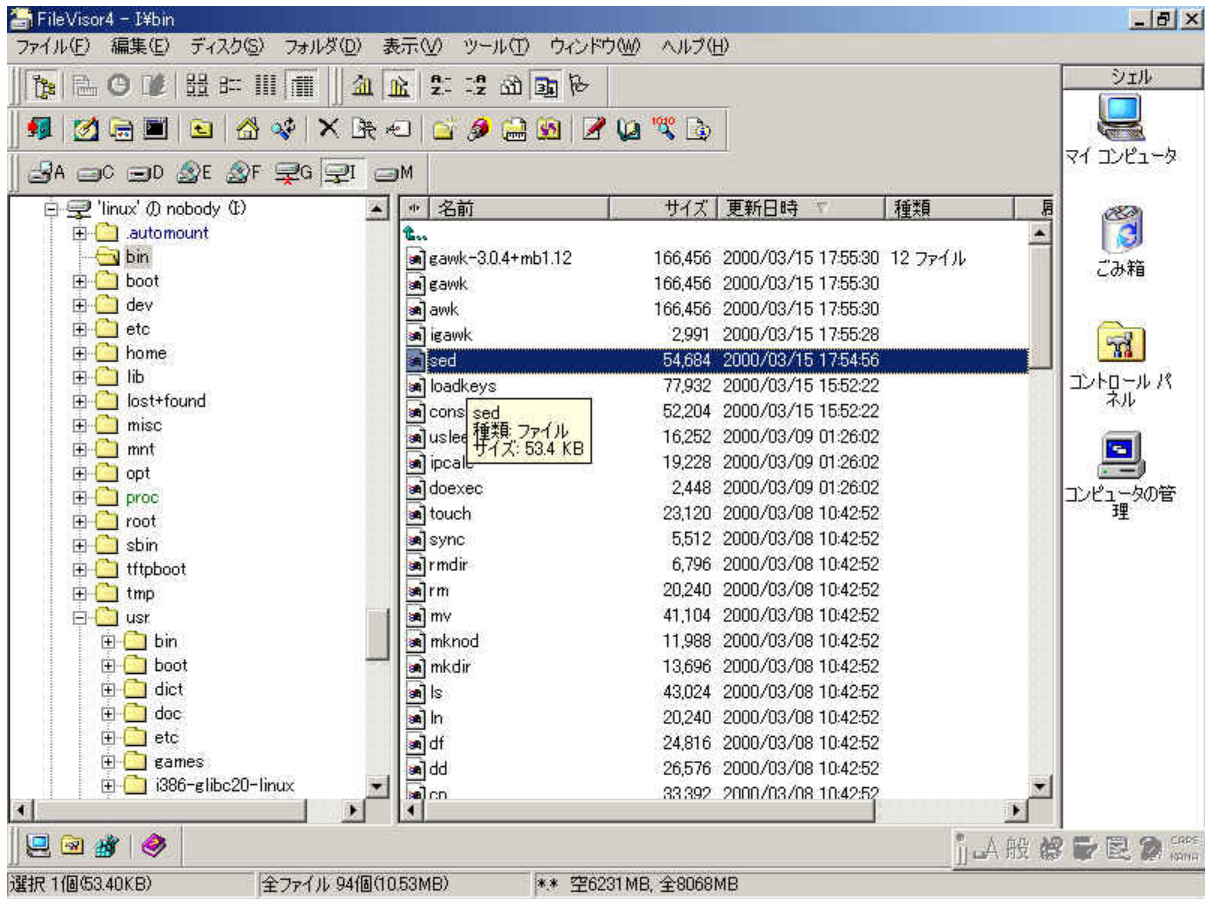 FileVisor4 - I¥bin
ファイル(F) 編集(E) ディスク(S) フォルダ(D) 表示(V) ツール(T) ウィンドウ(W) ヘルプ(H)
A C D E F G I M
'linux' の nobody (I)
.automount
bin
boot
dev
etc
home
lib
lost+found
misc
mnt
opt
proc
root
sbin
tftpboot
tmp
usr
bin
boot
dict
doc
etc
games
i386-glibc20-linux
名前 サイズ 更新日時 種類
gawk-3.0.4+mb1.12 166,456 2000/03/15 17:55:30 12 ファイル
gawk 166,456 2000/03/15 17:55:30
awk 166,456 2000/03/15 17:55:30
igawk 2,991 2000/03/15 17:55:28
sed 54,684 2000/03/15 17:54:56
loadkeys 77,932 2000/03/15 15:52:22
cons 52,204 2000/03/15 15:52:22
uslee 16,252 2000/03/09 01:26:02
ipcalc 19,228 2000/03/09 01:26:02
doexec 2,448 2000/03/09 01:26:02
touch 23,120 2000/03/08 10:42:52
sync 5,512 2000/03/08 10:42:52
rmdir 6,796 2000/03/08 10:42:52
rm 20,240 2000/03/08 10:42:52
mv 41,104 2000/03/08 10:42:52
mknod 11,988 2000/03/08 10:42:52
mkdir 13,696 2000/03/08 10:42:52
ls 43,024 2000/03/08 10:42:52
ln 20,240 2000/03/08 10:42:52
df 24,816 2000/03/08 10:42:52
dd 26,576 2000/03/08 10:42:52
cp 33,392 2000/03/08 10:42:52
sed
種類: ファイル
サイズ: 53.4 KB
シェル
マイ コンピュータ
ごみ箱
コントロール パ
ネル
コンピュータの管
理
A 般 CAPS
KANA
選択 1個(53.40KB) 全ファイル 94個(10.53MB) *.* 空6231MB, 全8068MB